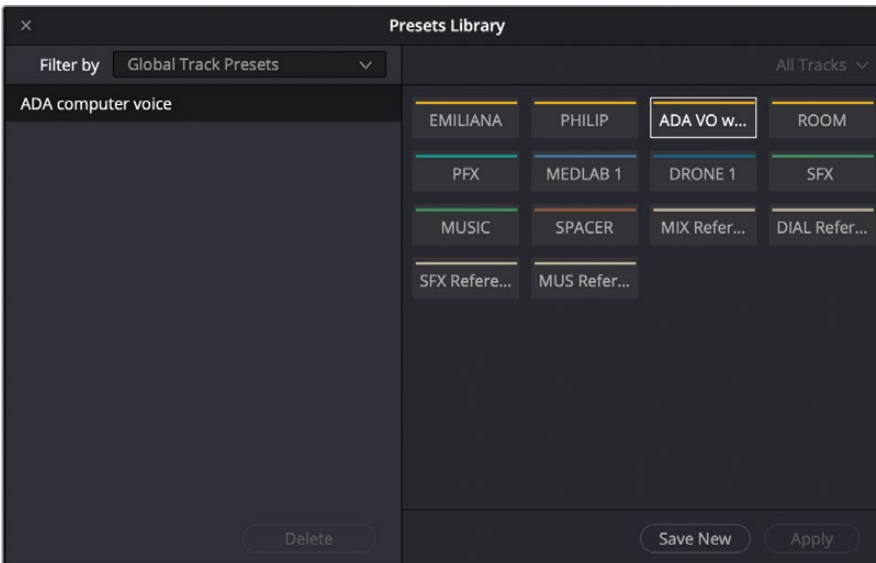 Presets Library
Filter by Global Track Presets
All Tracks
ADA computer voice
EMILIANA PHILIP ADA VO w... ROOM
PFX MEDLAB 1 DRONE 1 SFX
MUSIC SPACER MIX Refer... DIAL Refer...
SFX Refere... MUS Refer...
Delete
Save New Apply